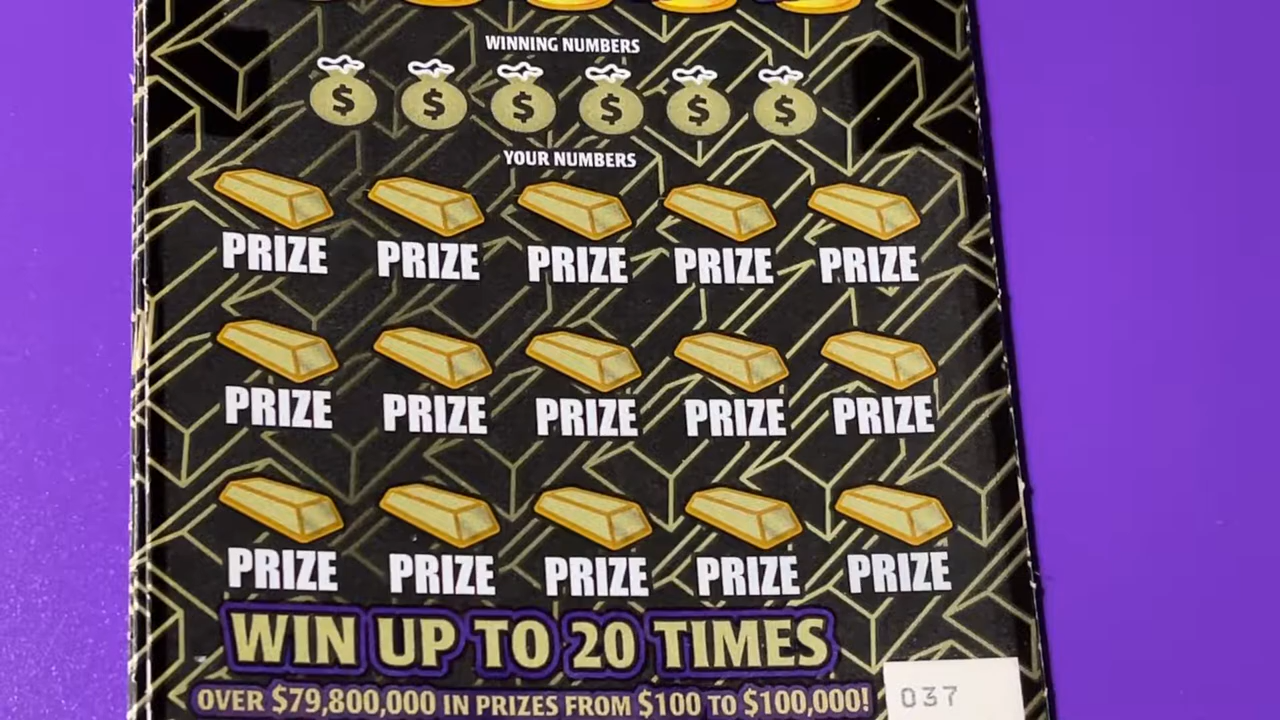 WINNING NUMBERS
$ $ $ $ $ $
YOUR NUMBERS
PRIZE PRIZE PRIZE PRIZE PRIZE
PRIZE PRIZE PRIZE PRIZE PRIZE
PRIZE PRIZE PRIZE PRIZE PRIZE
WIN UP TO 20 TIMES
OVER $79,800,000 IN PRIZES FROM $100 TO $100,000!
037